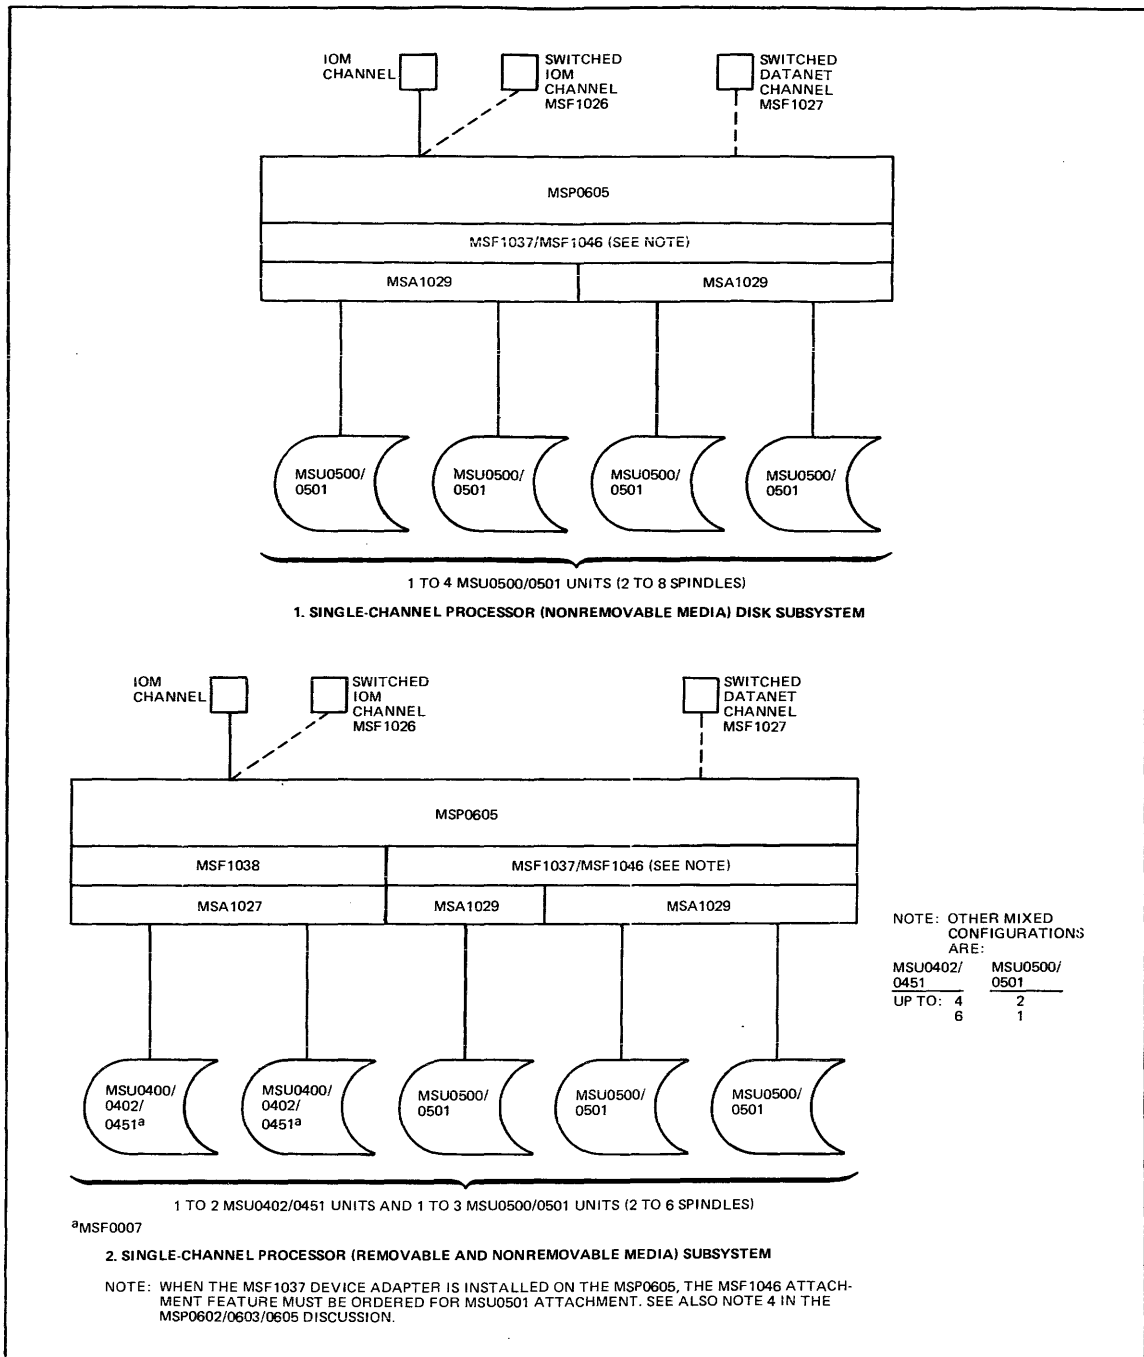 IOM
CHANNEL
SWITCHED
IOM
CHANNEL
MSF1026
SWITCHED
DATANET
CHANNEL
MSF1027
MSP0605
MSF1037/MSF1046 (SEE NOTE)
MSA1029
MSA1029
MSU0500/
0501
MSU0500/
0501
MSU0500/
0501
MSU0500/
0501
1 TO 4 MSU0500/0501 UNITS (2 TO 8 SPINDLES)
1. SINGLE-CHANNEL PROCESSOR (NONREMOVABLE MEDIA) DISK SUBSYSTEM
IOM
CHANNEL
SWITCHED
IOM
CHANNEL
MSF1026
SWITCHED
DATANET
CHANNEL
MSF1027
MSP0605
MSF1038
MSF1037/MSF1046 (SEE NOTE)
MSA1027
MSA1029
MSA1029
NOTE: OTHER MIXED
CONFIGURATIONS
ARE:
MSU0402/ MSU0500/
0451 0501
UP TO: 4 2
6 1
MSU0400/
0402/
0451a
MSU0400/
0402/
0451a
MSU0500/
0501
MSU0500/
0501
MSU0500/
0501
1 TO 2 MSU0402/0451 UNITS AND 1 TO 3 MSU0500/0501 UNITS (2 TO 6 SPINDLES)
aMSF0007
2. SINGLE-CHANNEL PROCESSOR (REMOVABLE AND NONREMOVABLE MEDIA) SUBSYSTEM
NOTE: WHEN THE MSF1037 DEVICE ADAPTER IS INSTALLED ON THE MSP0605, THE MSF1046 ATTACH-
MENT FEATURE MUST BE ORDERED FOR MSU0501 ATTACHMENT. SEE ALSO NOTE 4 IN THE
MSP0602/0603/0605 DISCUSSION.